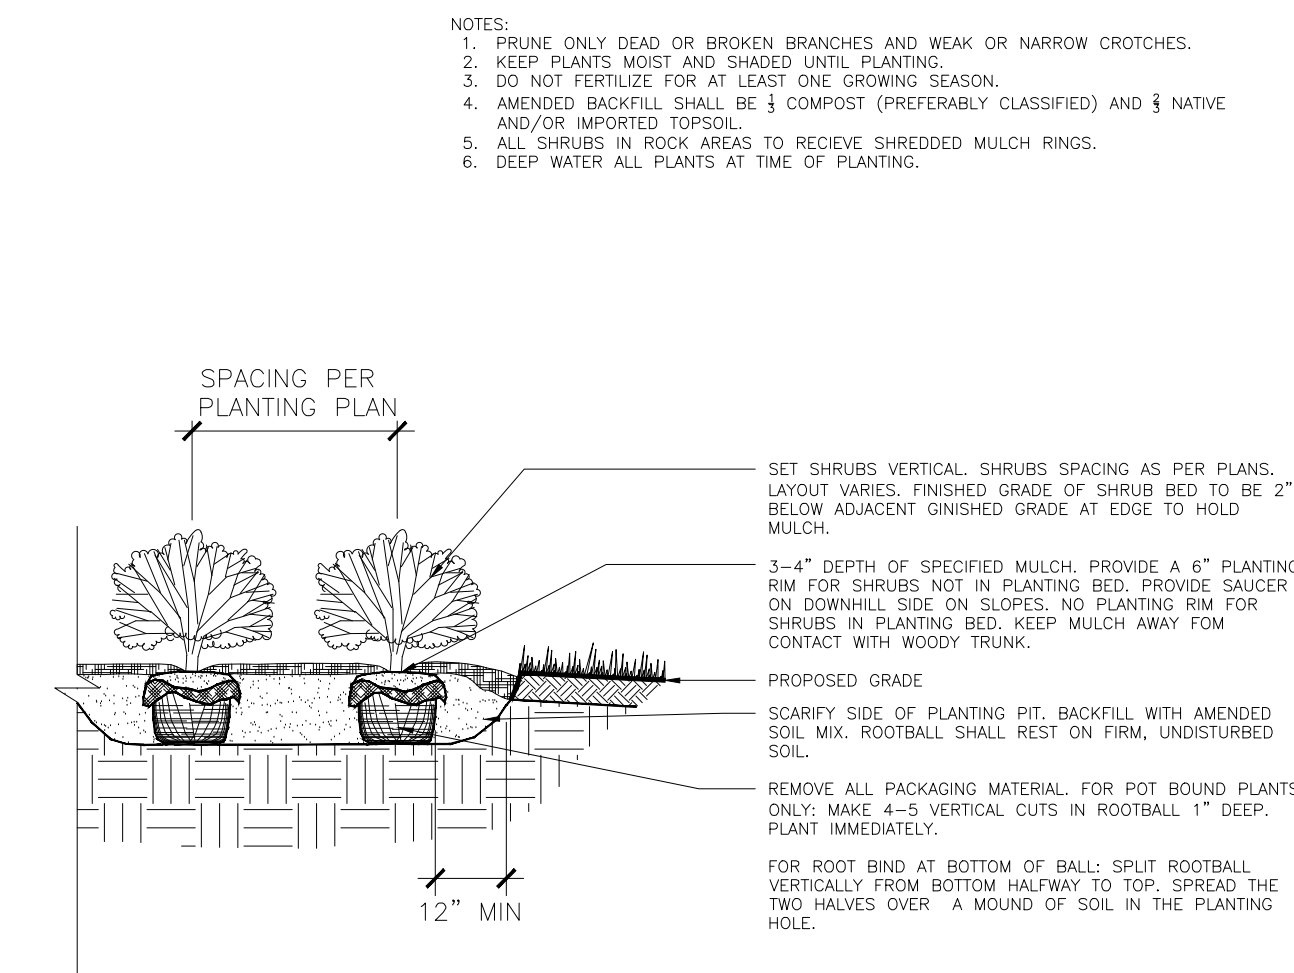 NOTES:
1. PRUNE ONLY DEAD OR BROKEN BRANCHES AND WEAK OR NARROW CROTCHES.
2. KEEP PLANTS MOIST AND SHADED UNTIL PLANTING.
3. DO NOT FERTILIZE FOR AT LEAST ONE GROWING SEASON.
4. AMENDED BACKFILL SHALL BE 1/3 COMPOST (PREFERABLY CLASSIFIED) AND 2/3 NATIVE
AND/OR IMPORTED TOPSOIL.
5. ALL SHRUBS IN ROCK AREAS TO RECIEVE SHREDDED MULCH RINGS.
6. DEEP WATER ALL PLANTS AT TIME OF PLANTING.
SPACING PER
PLANTING PLAN
SET SHRUBS VERTICAL. SHRUBS SPACING AS PER PLANS.
LAYOUT VARIES. FINISHED GRADE OF SHRUB BED TO BE 2”
BELOW ADJACENT GINISHED GRADE AT EDGE TO HOLD
MULCH.
3-4” DEPTH OF SPECIFIED MULCH. PROVIDE A 6” PLANTING
RIM FOR SHRUBS NOT IN PLANTING BED. PROVIDE SAUCER
ON DOWNHILL SIDE ON SLOPES. NO PLANTING RIM FOR
SHRUBS IN PLANTING BED. KEEP MULCH AWAY FOM
CONTACT WITH WOODY TRUNK.
PROPOSED GRADE
SCARIFY SIDE OF PLANTING PIT. BACKFILL WITH AMENDED
SOIL MIX. ROOTBALL SHALL REST ON FIRM, UNDISTURBED
SOIL.
REMOVE ALL PACKAGING MATERIAL. FOR POT BOUND PLANTS
ONLY: MAKE 4-5 VERTICAL CUTS IN ROOTBALL 1” DEEP.
PLANT IMMEDIATELY.
FOR ROOT BIND AT BOTTOM OF BALL: SPLIT ROOTBALL
VERTICALLY FROM BOTTOM HALFWAY TO TOP. SPREAD THE
TWO HALVES OVER A MOUND OF SOIL IN THE PLANTING
HOLE.
12” MIN